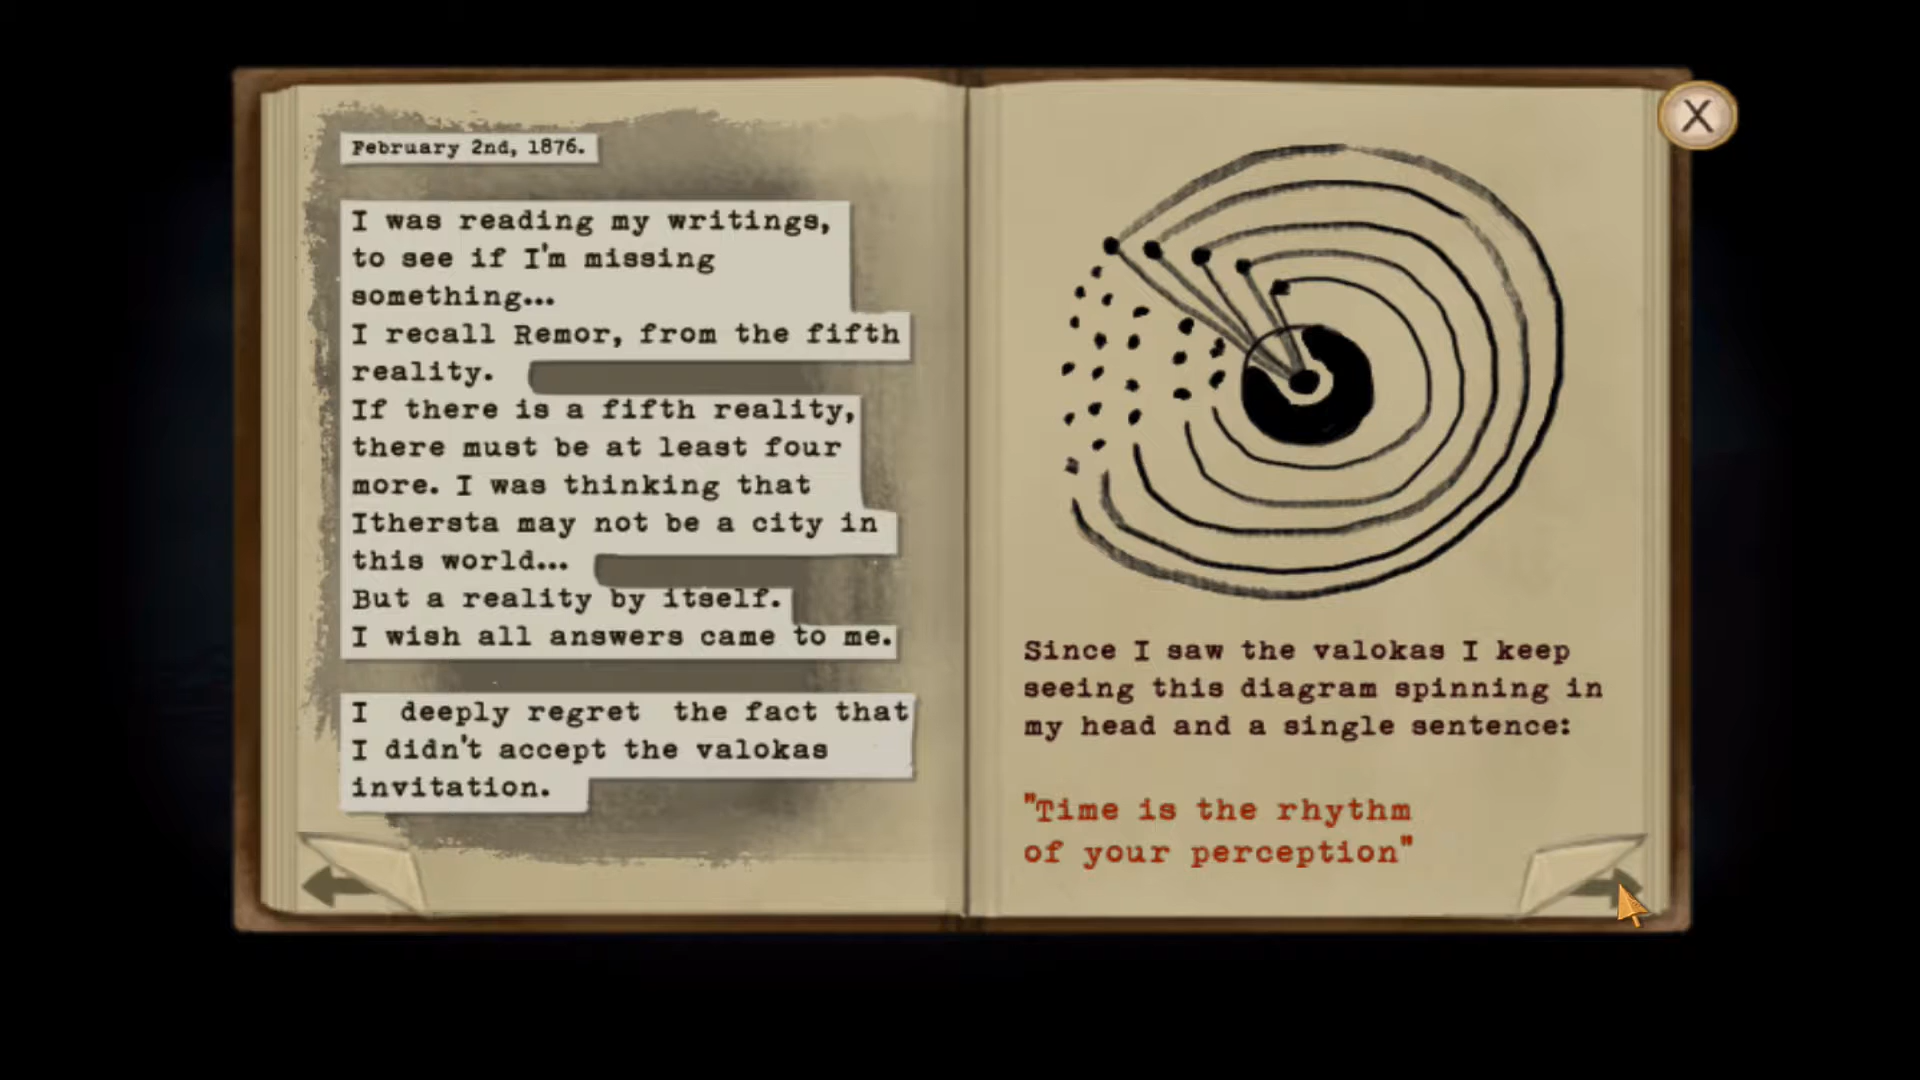 February 2nd, 1876.
I was reading my writings,
to see if I'm missing
something...
I recall Remor, from the fifth
reality.
If there is a fifth reality,
there must be at least four
more. I was thinking that
Ithersta may not be a city in
this world...
But a reality by itself.
I wish all answers came to me.
I deeply regret the fact that
I didn't accept the valokas
invitation.
X
Since I saw the valokas I keep
seeing this diagram spinning in
my head and a single sentence:
"Time is the rhythm
of your perception"